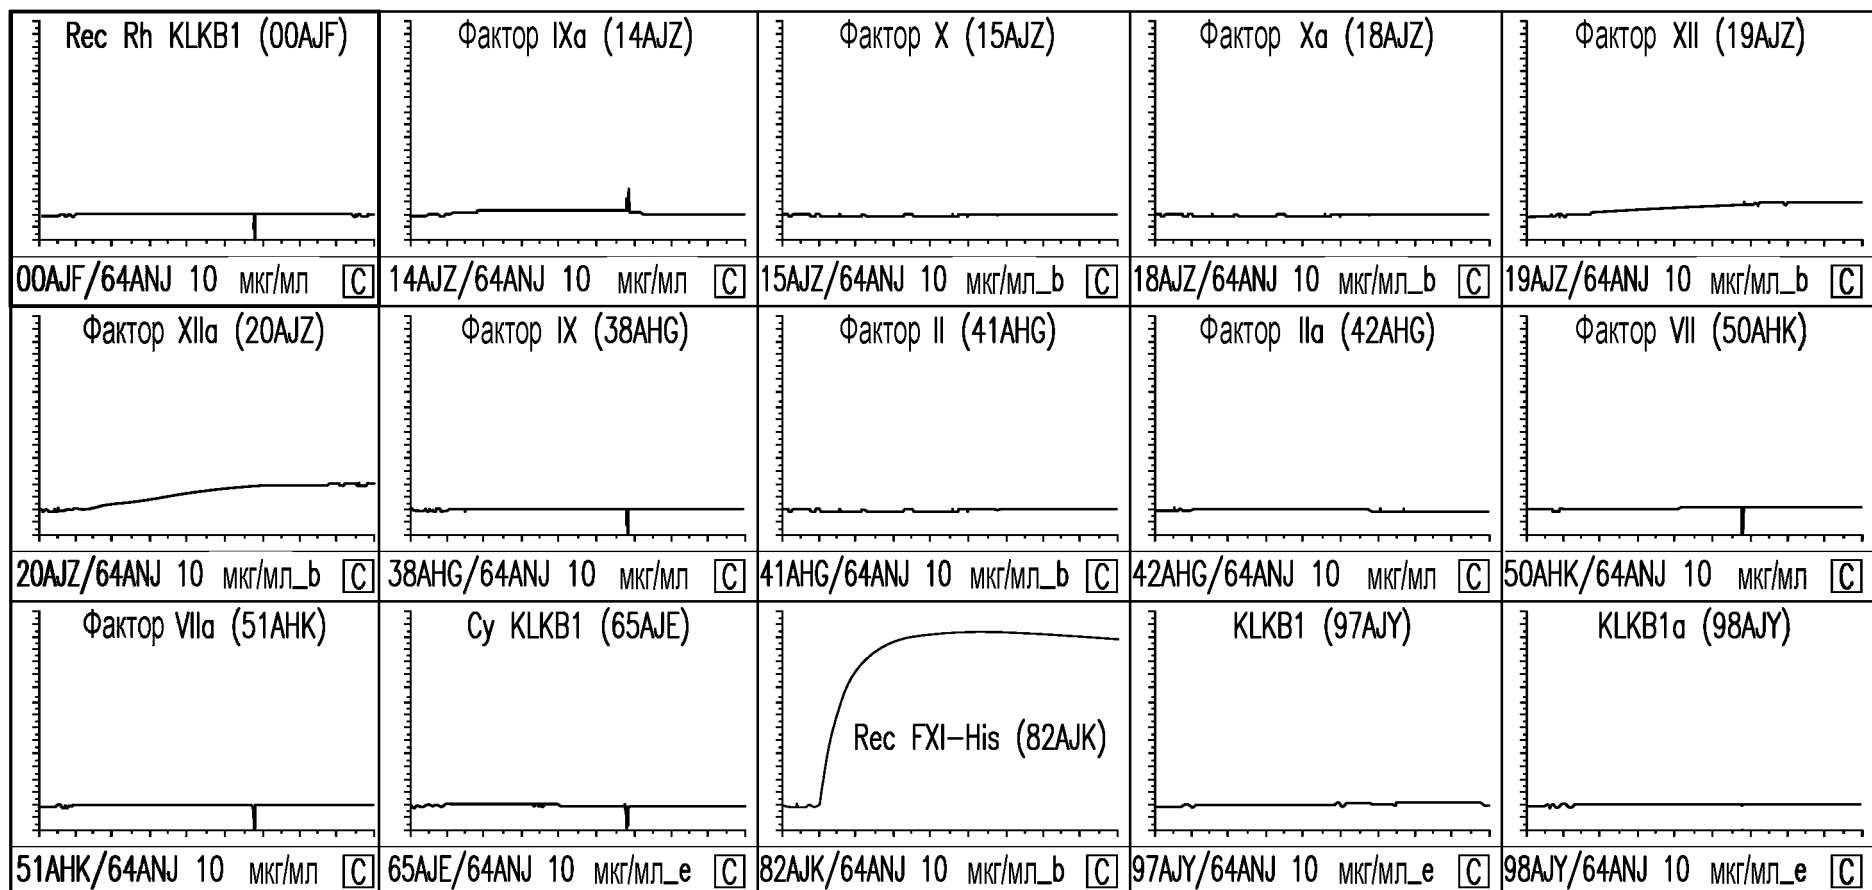 Rec Rh KLKB1 (00AJF)
00AJF/64ANJ 10 мкг/мл C
Фактор IXa (14AJZ)
14AJZ/64ANJ 10 мкг/мл C
Фактор X (15AJZ)
15AJZ/64ANJ 10 мкг/мл_b C
Фактор Xa (18AJZ)
18AJZ/64ANJ 10 мкг/мл_b C
Фактор XII (19AJZ)
19AJZ/64ANJ 10 мкг/мл_b C
Фактор XIIa (20AJZ)
20AJZ/64ANJ 10 мкг/мл_b C
Фактор IX (38AHG)
38AHG/64ANJ 10 мкг/мл C
Фактор II (41AHG)
41AHG/64ANJ 10 мкг/мл_b C
Фактор IIa (42AHG)
42AHG/64ANJ 10 мкг/мл C
Фактор VII (50AHK)
50AHK/64ANJ 10 мкг/мл C
Фактор VIIa (51AHK)
51AHK/64ANJ 10 мкг/мл C
Cy KLKB1 (65AJE)
65AJE/64ANJ 10 мкг/мл_e C
Rec FXI-His (82AJK)
82AJK/64ANJ 10 мкг/мл_b C
KLKB1 (97AJY)
97AJY/64ANJ 10 мкг/мл_e C
KLKB1a (98AJY)
98AJY/64ANJ 10 мкг/мл_e C